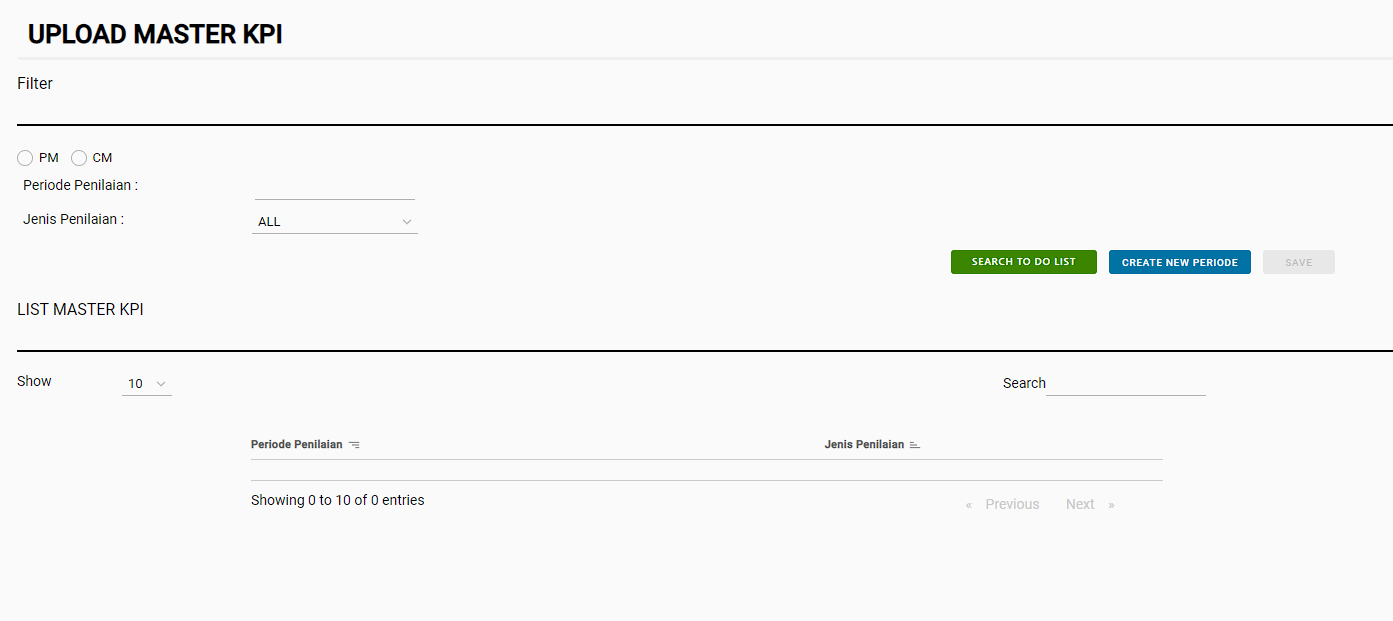 UPLOAD MASTER KPI
Filter
PM CM
Periode Penilaian :
Jenis Penilaian : ALL
SEARCH TO DO LIST CREATE NEW PERIODE SAVE
LIST MASTER KPI
Show 10 Search
Periode Penilaian Jenis Penilaian
Showing 0 to 10 of 0 entries « Previous Next »